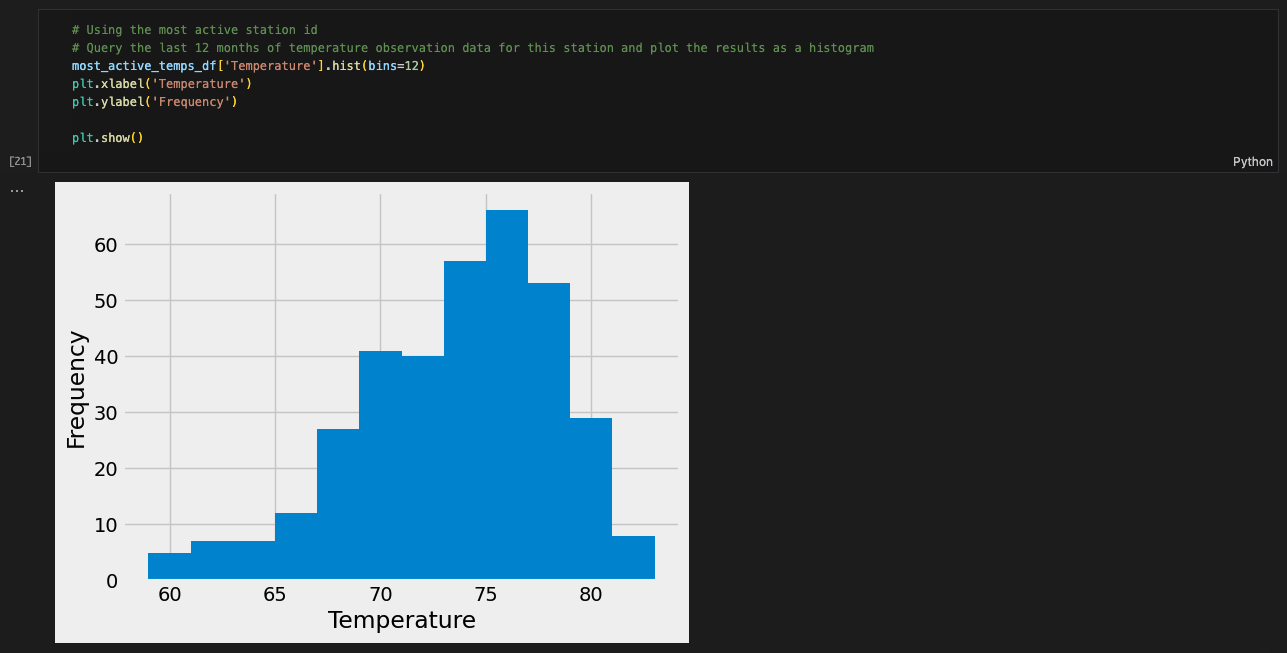 # Using the most active station id
# Query the last 12 months of temperature observation data for this station and plot the results as a histogram
most_active_temps_df['Temperature'].hist(bins=12)
plt.xlabel('Temperature')
plt.ylabel('Frequency')
plt.show()
[21]
Python
...
60
50
40
30
20
10
0
Frequency
60 65 70 75 80
Temperature